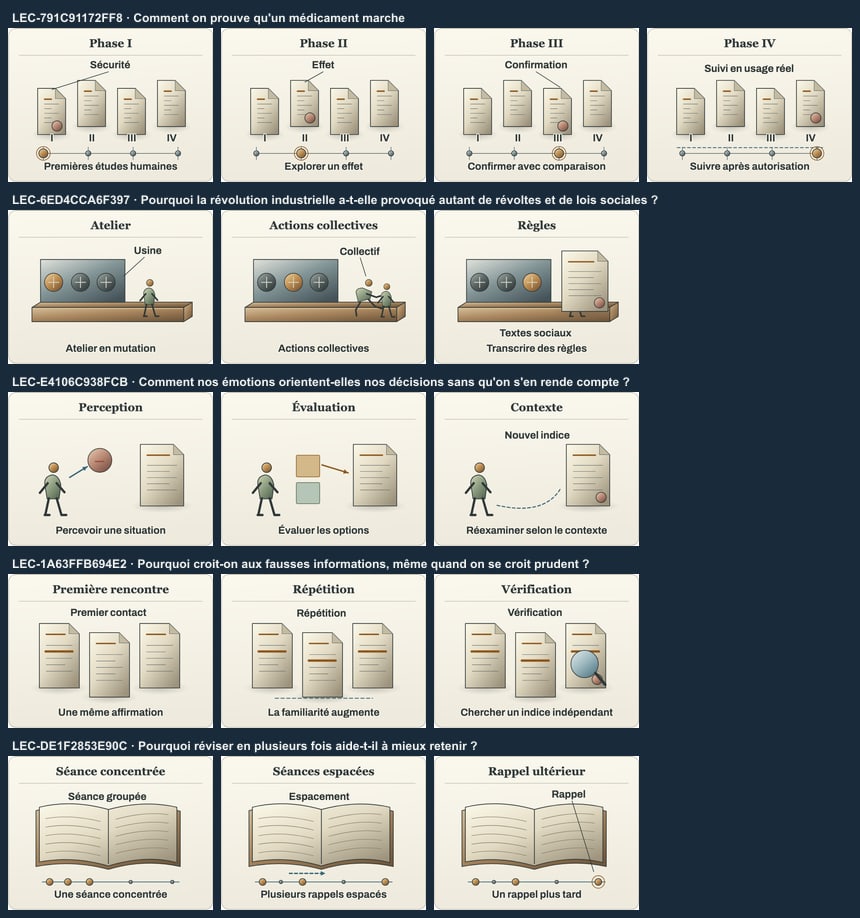 LEC-791C91172FF8 · Comment on prouve qu'un médicament marche
Phase I
Sécurité
I II III IV
Premières études humaines
Phase II
Effet
I II III IV
Explorer un effet
Phase III
Confirmation
I II III IV
Confirmer avec comparaison
Phase IV
Suivi en usage réel
I II III IV
Suivre après autorisation
LEC-6ED4CCA6F397 · Pourquoi la révolution industrielle a-t-elle provoqué autant de révoltes et de lois sociales ?
Atelier
Usine
Atelier en mutation
Actions collectives
Collectif
Actions collectives
Règles
Textes sociaux
Transcrire des règles
LEC-E4106C938FCB · Comment nos émotions orientent-elles nos décisions sans qu'on s'en rende compte ?
Perception
Percevoir une situation
Évaluation
Évaluer les options
Contexte
Nouvel indice
Réexaminer selon le contexte
LEC-1A63FFB694E2 · Pourquoi croit-on aux fausses informations, même quand on se croit prudent ?
Première rencontre
Premier contact
Une même affirmation
Répétition
Répétition
La familiarité augmente
Vérification
Vérification
Chercher un indice indépendant
LEC-DE1F2853E90C · Pourquoi réviser en plusieurs fois aide-t-il à mieux retenir ?
Séance concentrée
Séance groupée
Une séance concentrée
Séances espacées
Espacement
Plusieurs rappels espacés
Rappel ultérieur
Rappel
Un rappel plus tard